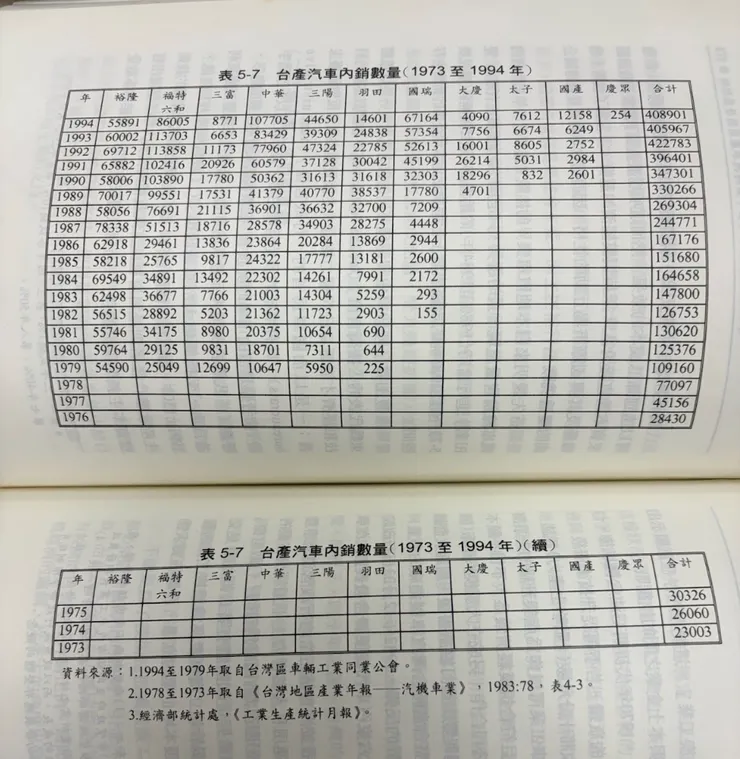 表 5-7 台產汽車內銷數量(1973 至 1994 年)
年 裕隆 福特六和 三富 中華 三陽 羽田 國瑞 大慶 太子 國產 慶眾 合計
1994 55891 86005 8771 107705 44650 14601 67164 4090 7612 12158 254 408901
1993 60002 113703 6653 83429 39309 24838 57354 7756 6674 6249 405967
1992 69712 113858 11173 77960 47324 22785 52613 16001 8605 2752 422783
1991 65882 102416 20926 60579 37128 30042 45199 26214 5031 2984 396401
1990 58006 103890 17780 50362 31613 31618 32303 18296 832 2601 347301
1989 70017 99551 17531 41379 40770 38537 17780 4701 330266
1988 58056 76691 21115 36901 36632 32700 7209 269304
1987 78338 51513 18716 28578 34903 28275 4448 244771
1986 62918 29461 13836 23864 20284 13869 2944 167176
1985 58218 25765 9817 24322 17777 13181 2600 151680
1984 69549 34891 13492 22302 14261 7991 2172 164658
1983 62498 36677 7766 21003 14304 5259 293 147800
1982 56515 28892 5203 21362 11723 2903 155 126753
1981 55746 34175 8980 20375 10654 690 130620
1980 59764 29125 9831 18701 7311 644 125376
1979 54590 25049 12699 10647 5950 225 109160
1978 77097
1977 45156
1976 28430
表 5-7 台產汽車內銷數量(1973 至 1994 年)(續)
年 裕隆 福特六和 三富 中華 三陽 羽田 國瑞 大慶 太子 國產 慶眾 合計
1975 30326
1974 26060
1973 23003
資料來源：1.1994至1979年取自台灣區車輛工業同業公會。
2.1978至1973年取自《台灣地區產業年報——汽機車業》，1983:78，表4-3。
3.經濟部統計處，《工業生產統計月報》。